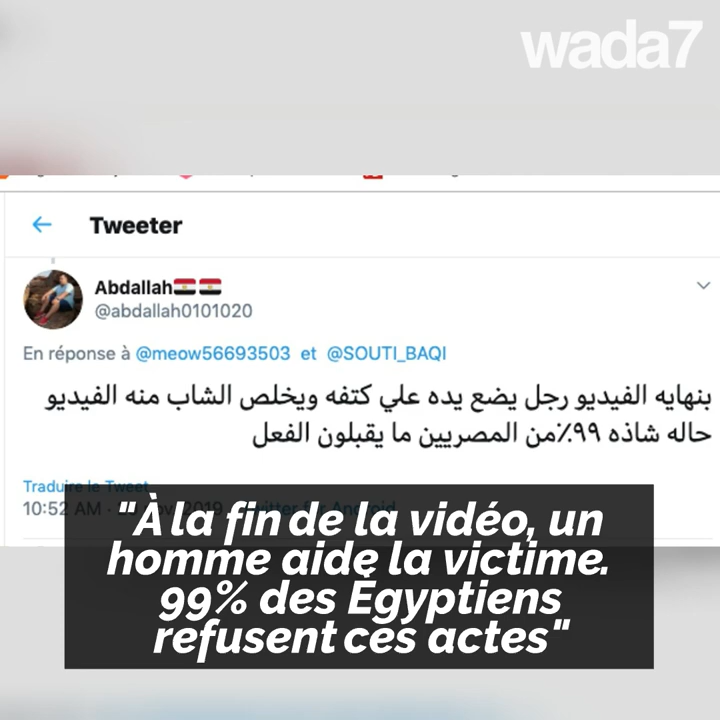 wada7
Tweeter
Abdallah🇪🇬🇪🇬
@abdallah0101020
En réponse à @meow56693503 et @SOUTI_BAQI
بنهايه الفيديو رجل يضع يده علي كتفه ويخلص الشاب منه الفيديو
حاله شاذه ٩٩٪من المصريين ما يقبلون الفعل
Traduire le Tweet
10:52 AM
"À la fin de la vidéo, un
homme aide la victime.
99% des Égyptiens
refusent ces actes"